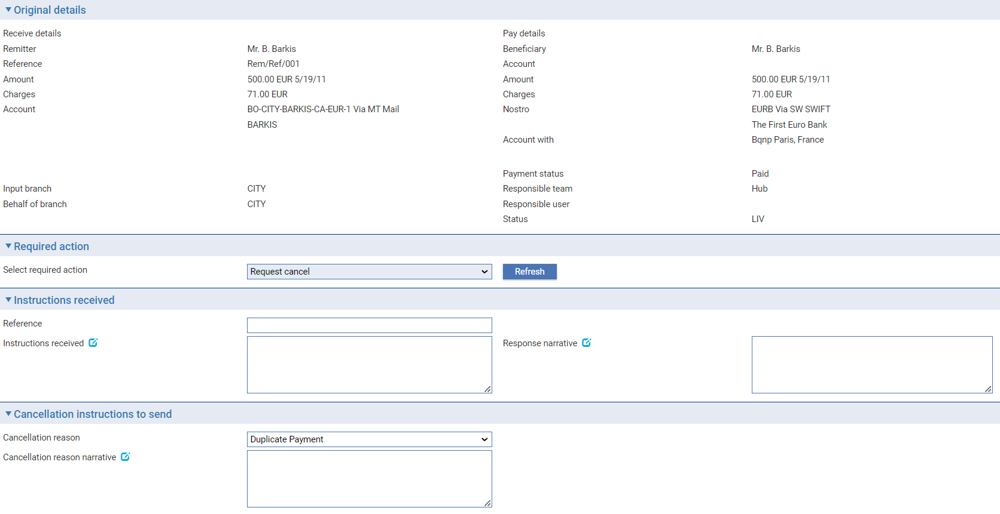 Original details
Receive details Pay details
Remitter Mr. B. Barkis Beneficiary Mr. B. Barkis
Reference Rem/Ref/001 Account
Amount 500.00 EUR 5/19/11 Amount 500.00 EUR 5/19/11
Charges 71.00 EUR Charges 71.00 EUR
Account BO-CITY-BARKIS-CA-EUR-1 Via MT Mail Nostro EURB Via SW SWIFT
BARKIS The First Euro Bank
Account with Bqnp Paris, France
Payment status Paid
Input branch CITY Responsible team Hub
Behalf of branch CITY Responsible user
Status LIV
Required action
Select required action Request cancel Refresh
Instructions received
Reference
Instructions received Response narrative
Cancellation instructions to send
Cancellation reason Duplicate Payment
Cancellation reason narrative